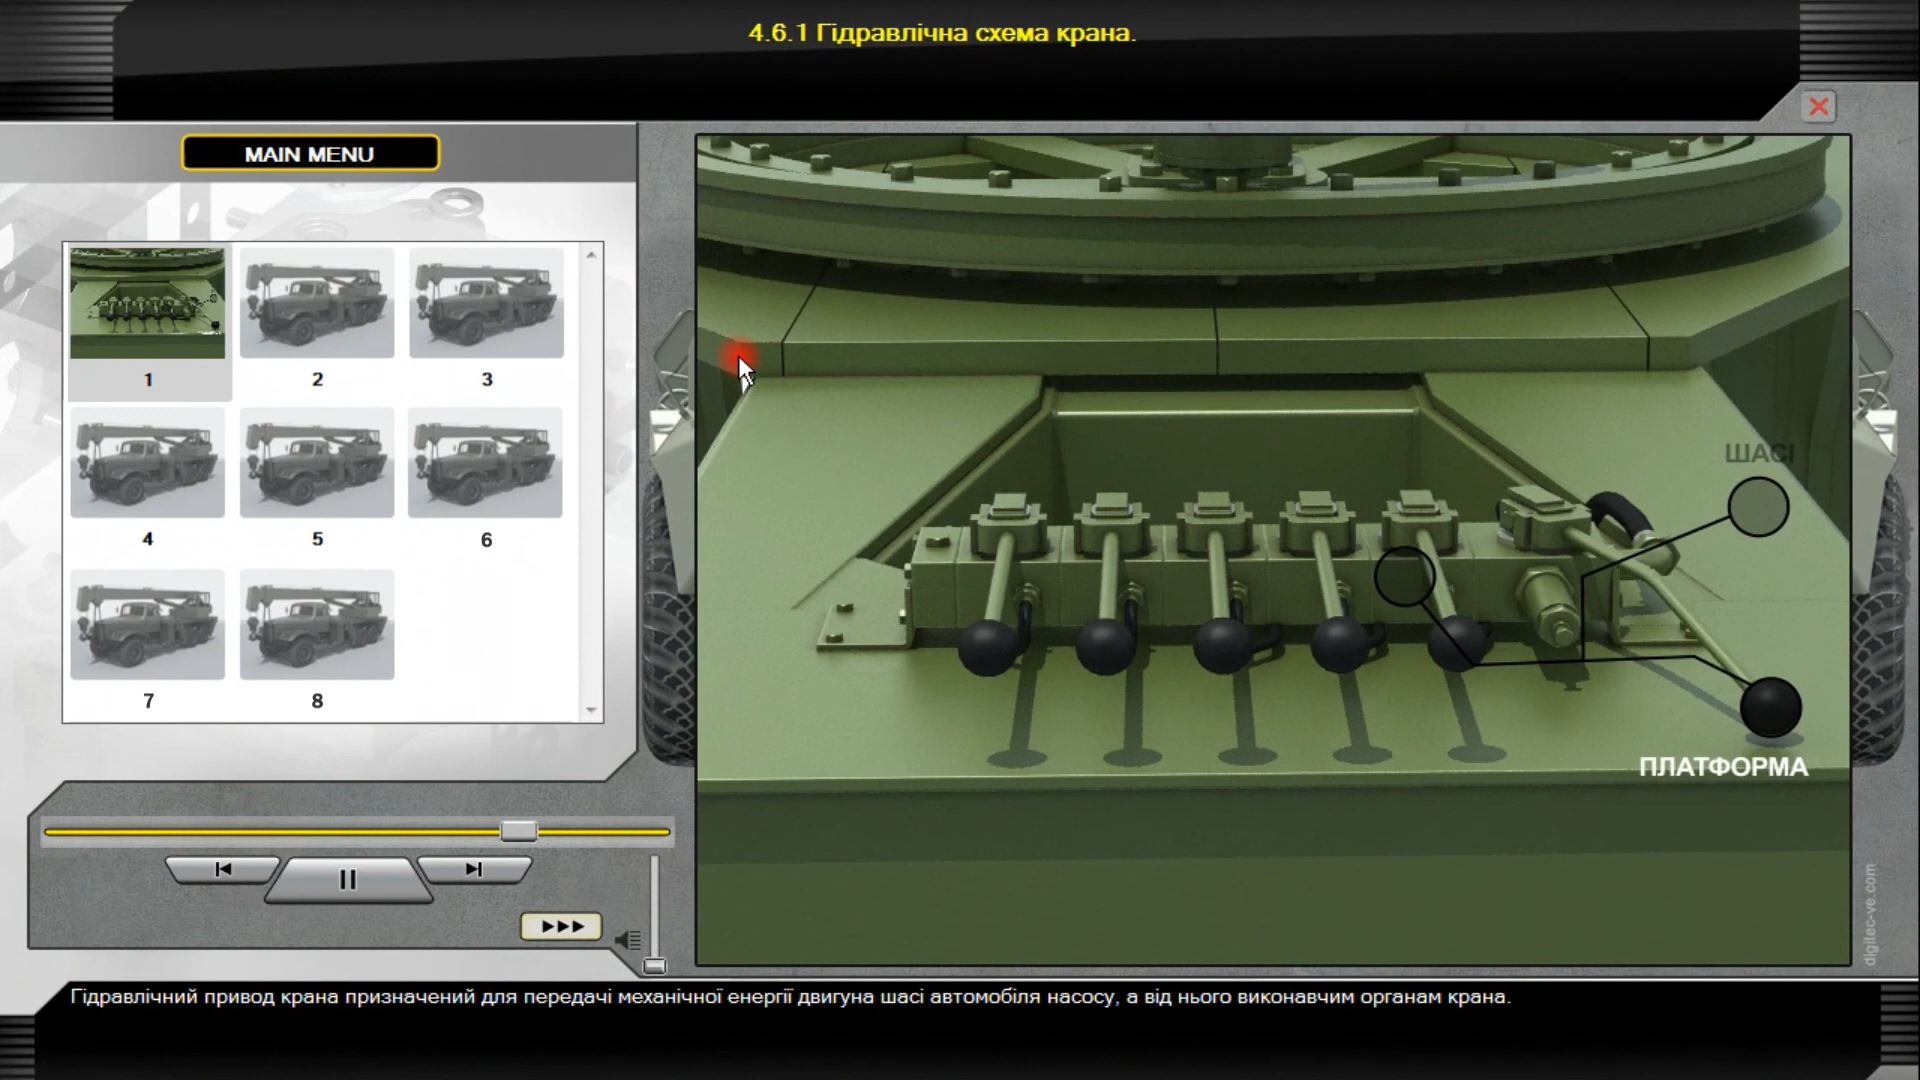 4.6.1 Гідравлічна схема крана.
MAIN MENU
1
2
3
4
5
6
7
8
ШАСІ
ПЛАТФОРМА
digitec-ve.com
Гідравлічний привод крана призначений для передачі механічної енергії двигуна шасі автомобіля насосу, а від нього виконавчим органам крана.